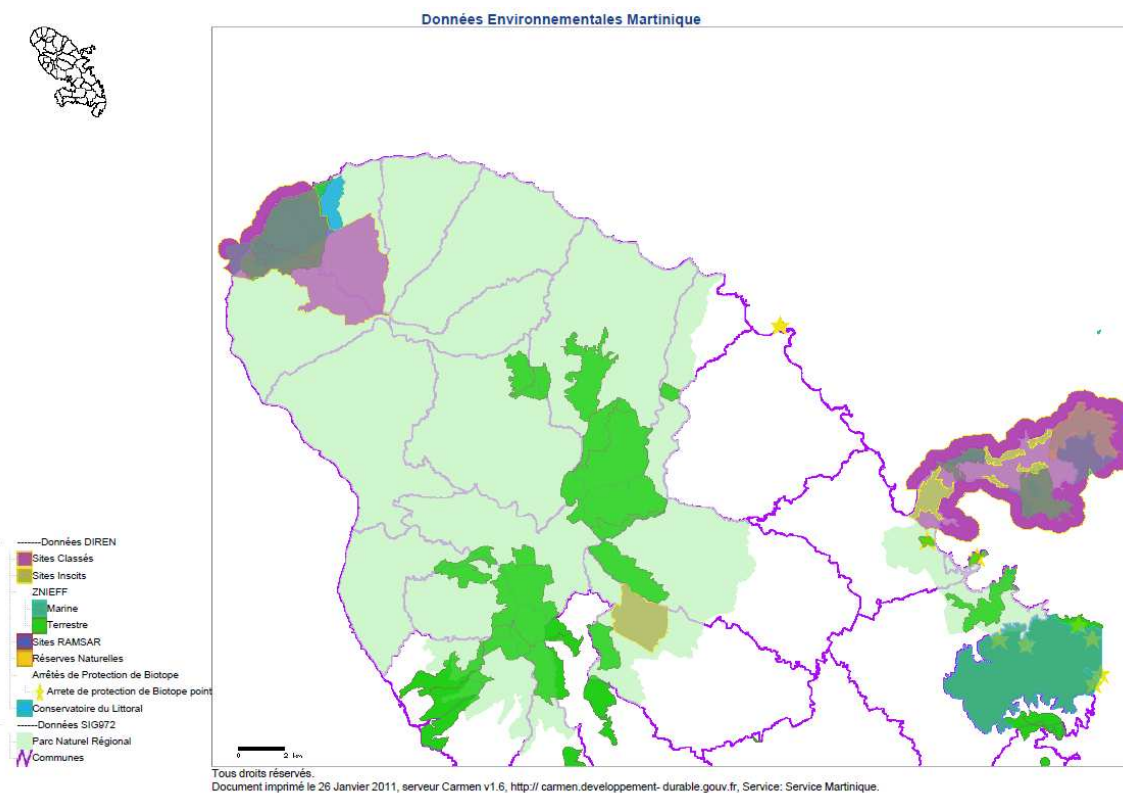 Données Environnementales Martinique
-------Données DIREN
Sites Classés
Sites Inscits
ZNIEFF
Marine
Terrestre
Sites RAMSAR
Réserves Naturelles
Arrêtés de Protection de Biotope
Arrete de protection de Biotope point
Conservatoire du Littoral
------Données SIG972
Parc Naturel Régional
Communes
0 2 km
Tous droits réservés.
Document imprimé le 26 Janvier 2011, serveur Carmen v1.6, http:// carmen.developpement- durable.gouv.fr, Service: Service Martinique.